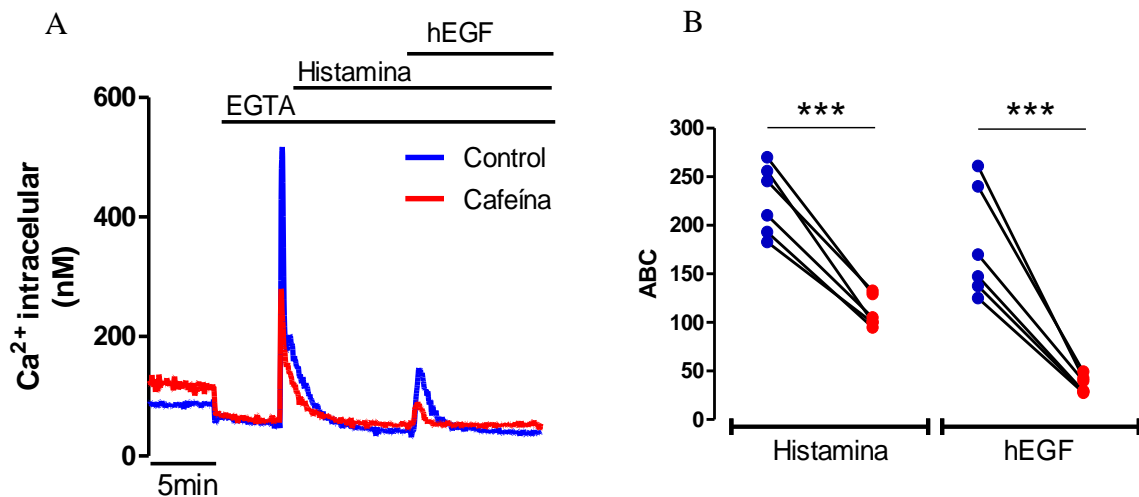 A
hEGF
Histamina
EGTA
600
400
200
0
Ca²⁺ intracelular
(nM)
Control
Cafeína
5min
B
***
***
300
250
200
150
100
50
0
ABC
Histamina
hEGF